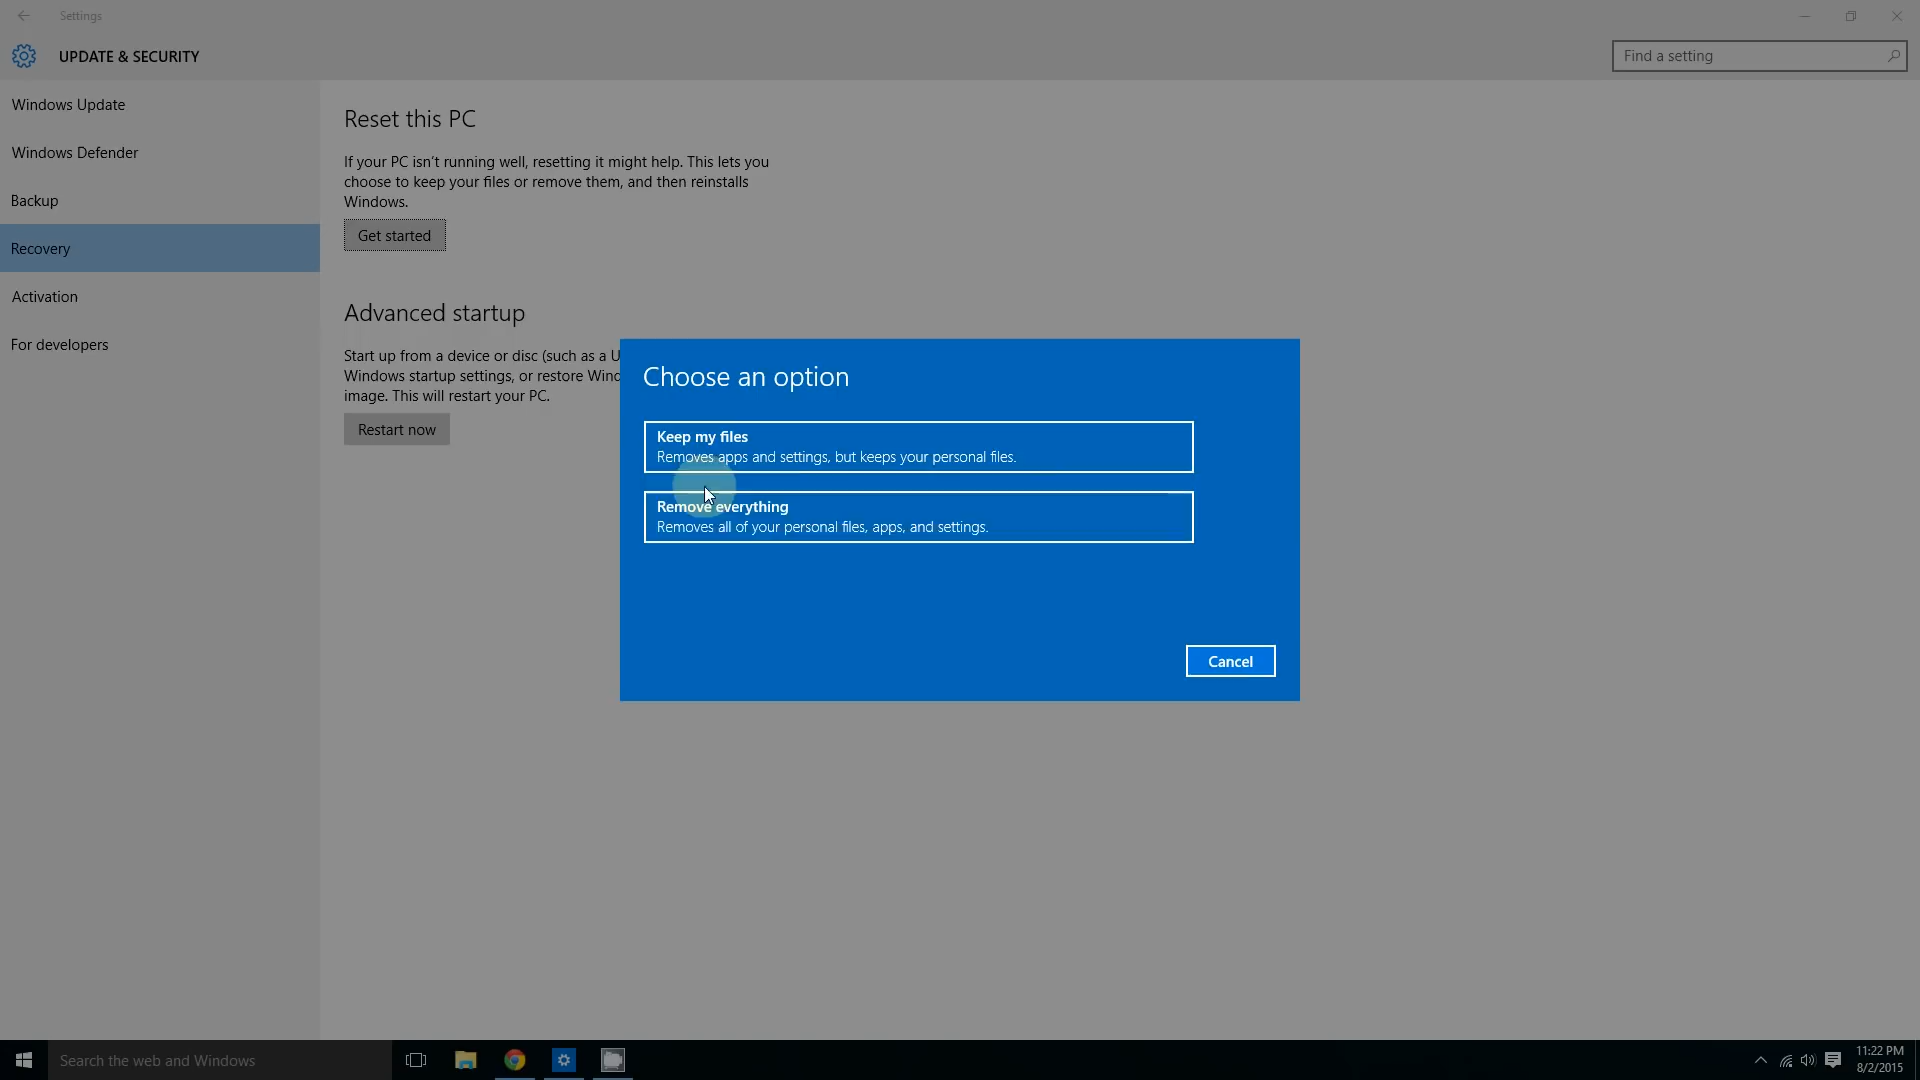 Settings
UPDATE & SECURITY
Find a setting
Windows Update
Windows Defender
Backup
Recovery
Activation
For developers
Reset this PC
If your PC isn't running well, resetting it might help. This lets you
choose to keep your files or remove them, and then reinstalls
Windows.
Get started
Advanced startup
Start up from a device or disc (such as a U
Windows startup settings, or restore Wind
image. This will restart your PC.
Restart now
Choose an option
Keep my files
Removes apps and settings, but keeps your personal files.
Remove everything
Removes all of your personal files, apps, and settings.
Cancel
Search the web and Windows
11:22 PM
8/2/2015